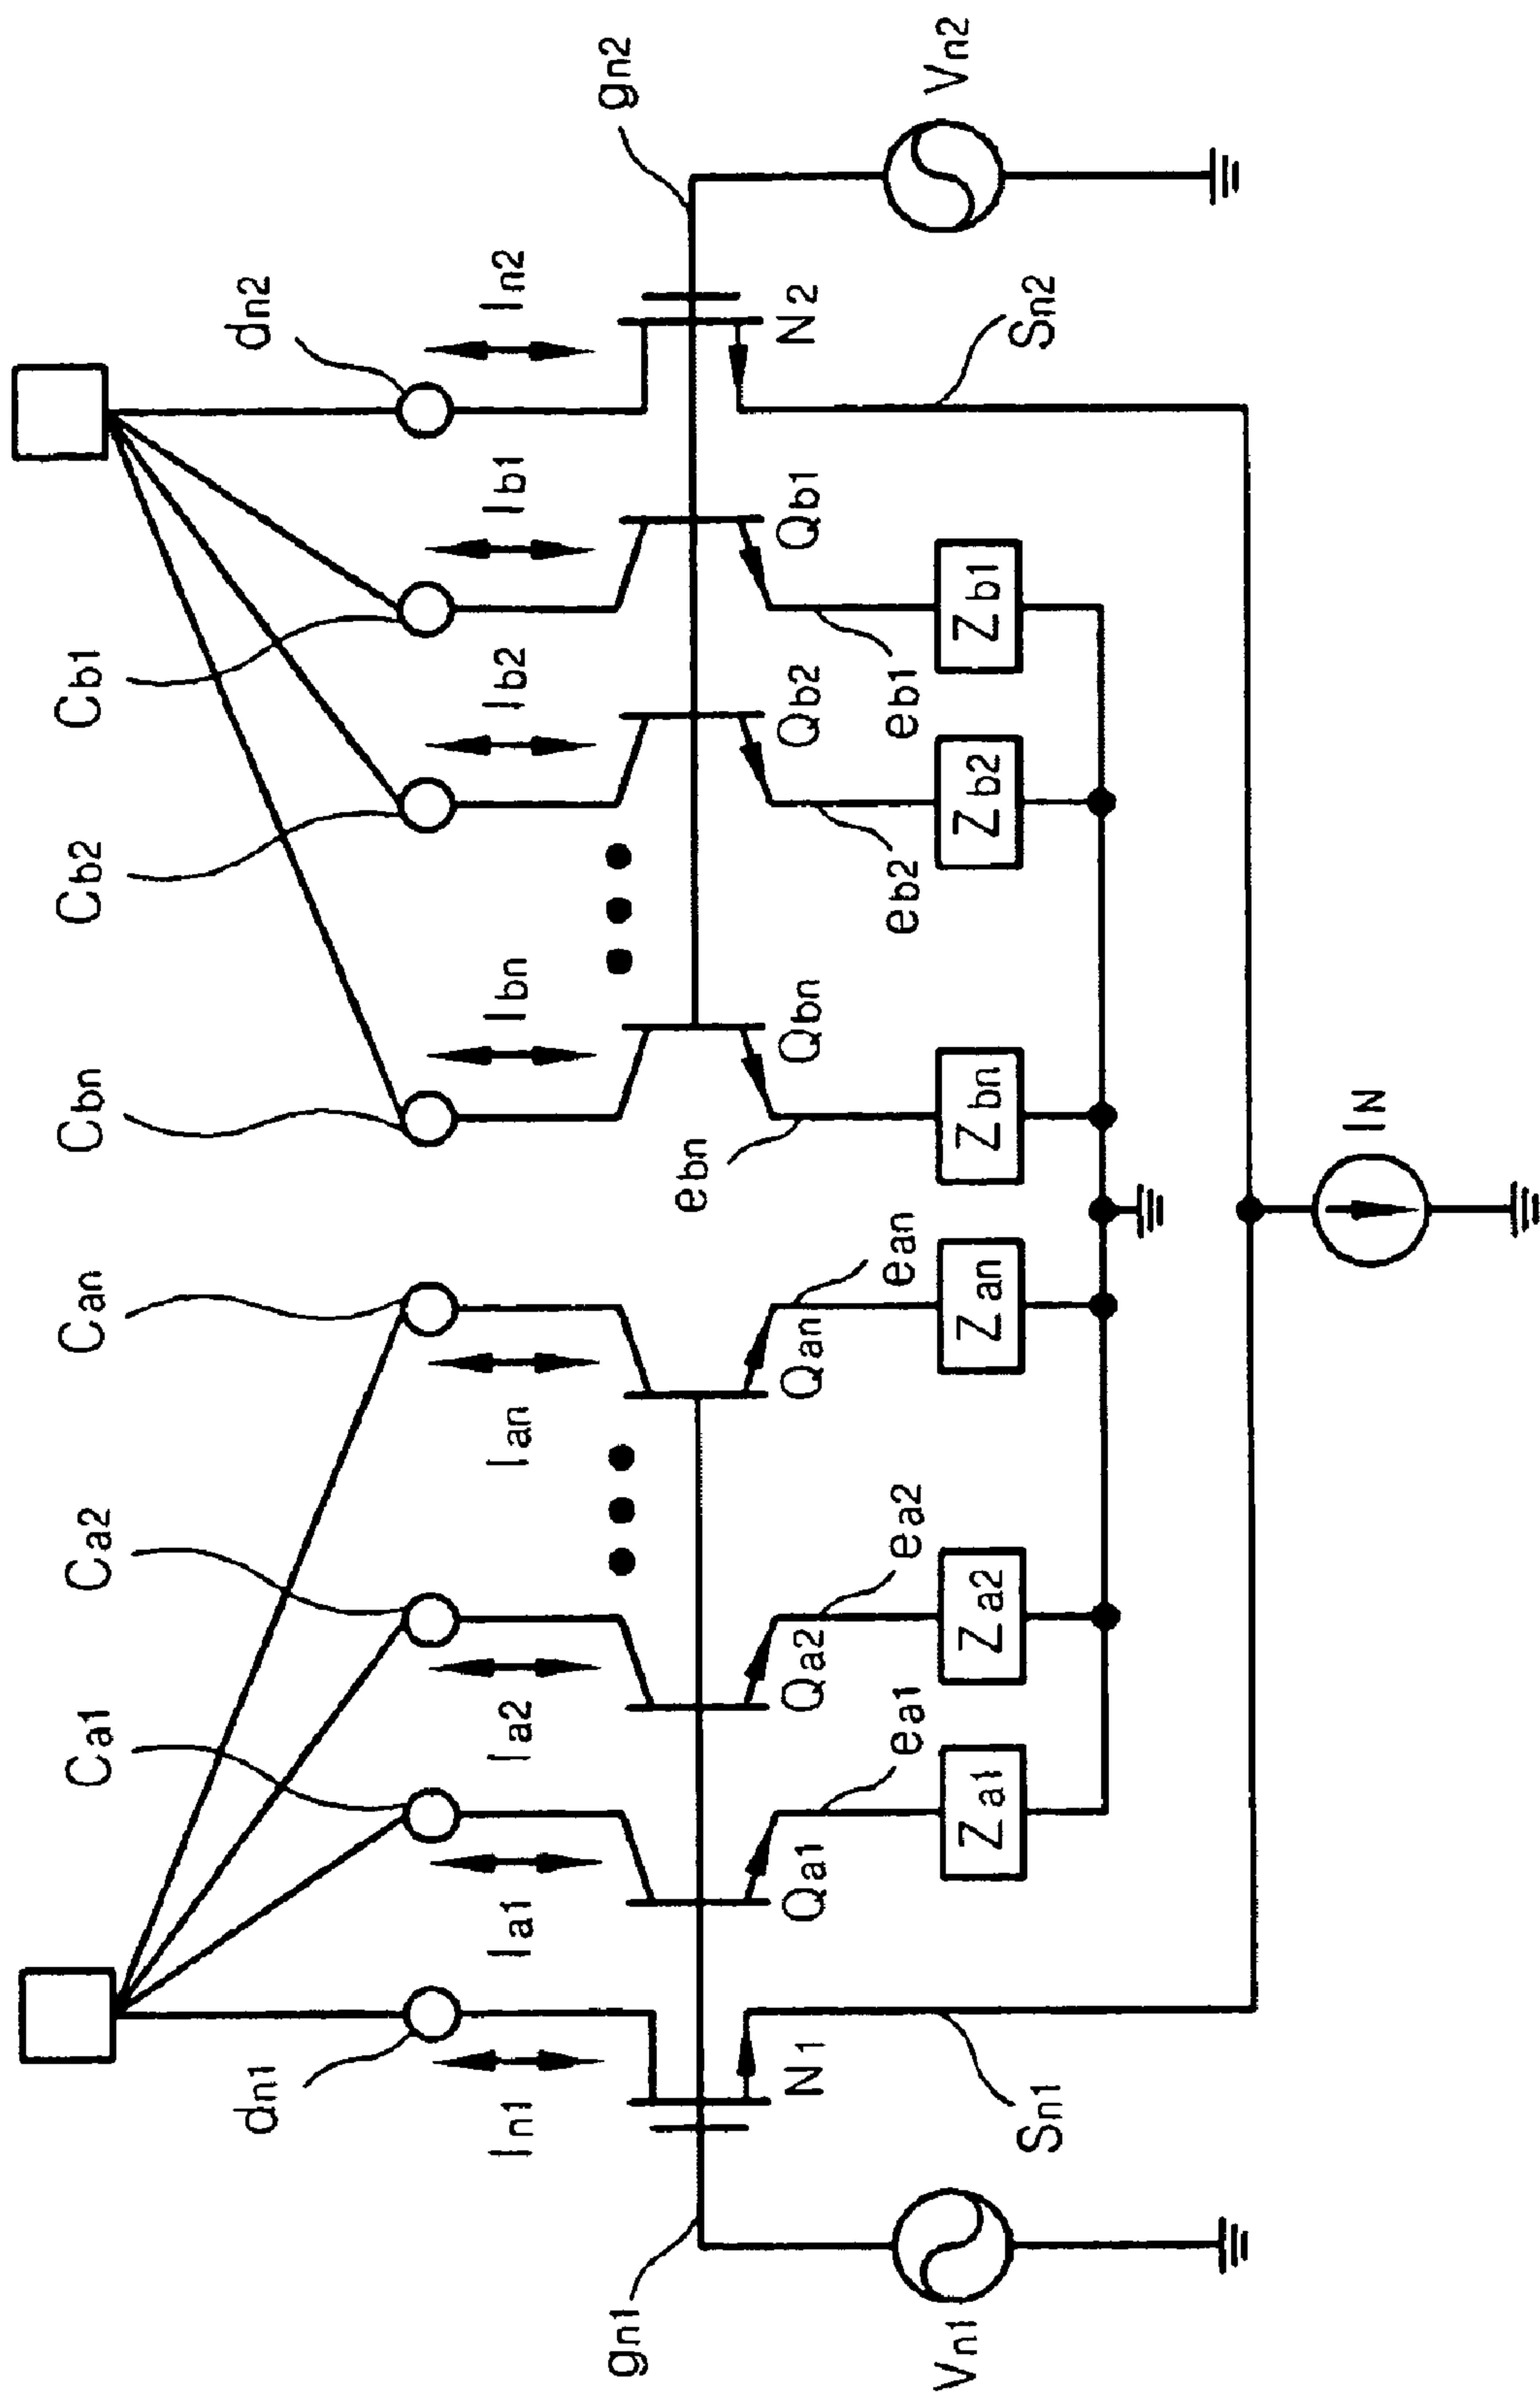 Ca1 Ca2 Can Cbn Cb2 Cb1
dn1 dn2
In1 Ia1 Ia2 Ian Ibn Ib2 Ib1 In2
gn1 gn2
N1 Qa1 Qa2 Qan Qbn Qb2 Qb1 N2
ea1 ea2 ean ebn eb2 eb1
Vn1 Za1 Za2 Zan Zbn Zb2 Zb1 Vn2
Sn1 Sn2
IN